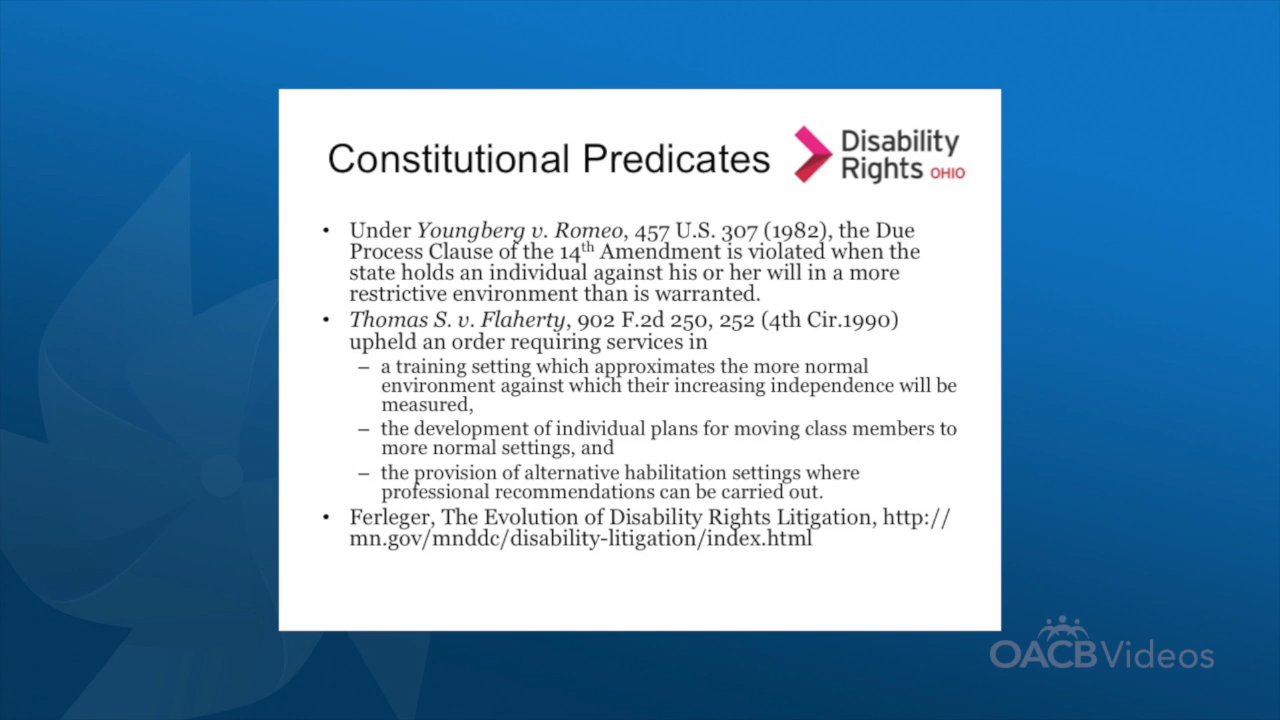 Constitutional Predicates
Disability
Rights OHIO
• Under Youngberg v. Romeo, 457 U.S. 307 (1982), the Due
Process Clause of the 14th Amendment is violated when the
state holds an individual against his or her will in a more
restrictive environment than is warranted.
• Thomas S. v. Flaherty, 902 F.2d 250, 252 (4th Cir.1990)
upheld an order requiring services in
– a training setting which approximates the more normal
environment against which their increasing independence will be
measured,
– the development of individual plans for moving class members to
more normal settings, and
– the provision of alternative habilitation settings where
professional recommendations can be carried out.
• Ferleger, The Evolution of Disability Rights Litigation, http://
mn.gov/mnddc/disability-litigation/index.html
OACBVideos